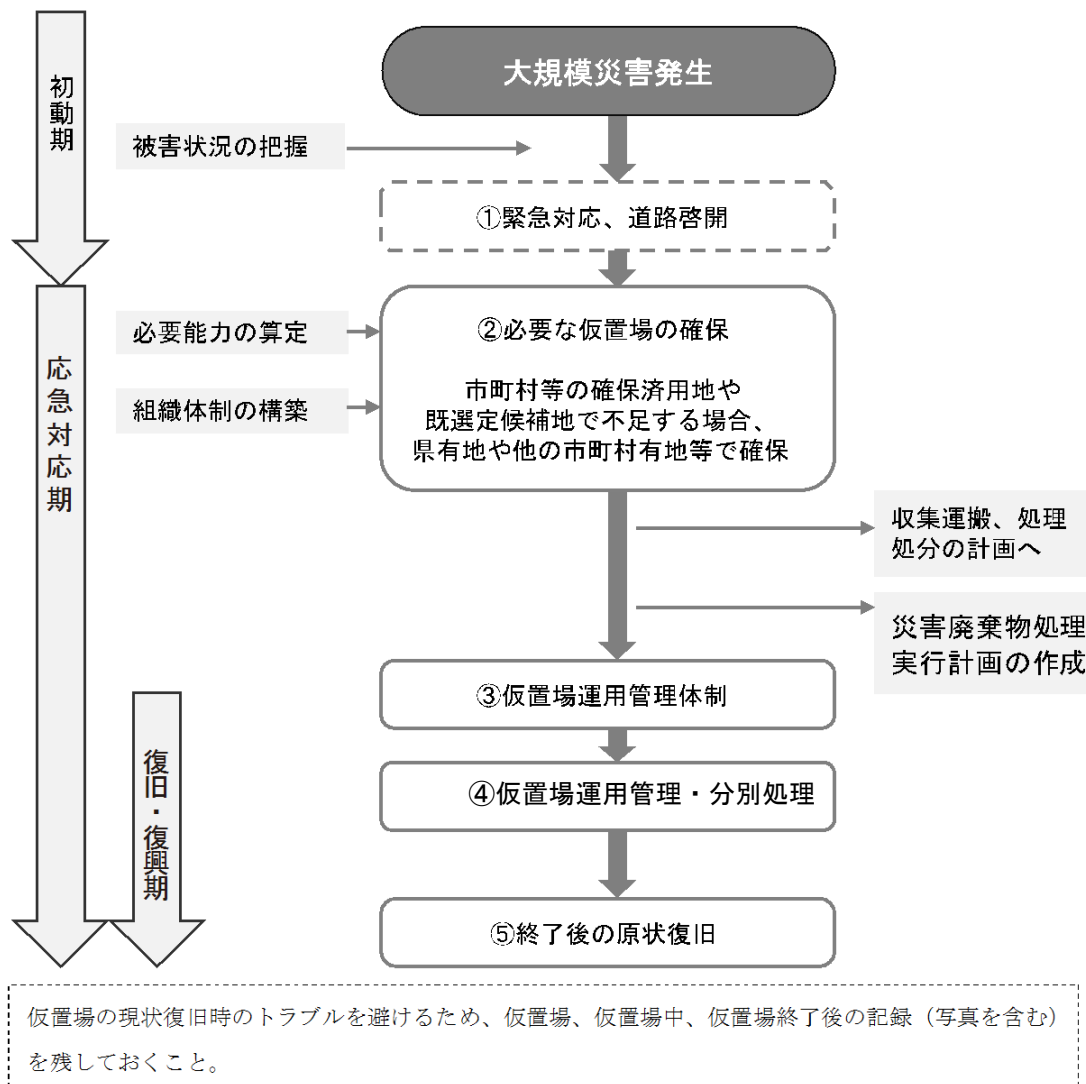 大規模災害発生
初動期
被害状況の把握
①緊急対応、道路啓開
応急対応期
必要能力の算定
組織体制の構築
②必要な仮置場の確保
市町村等の確保済用地や
既選定候補地で不足する場合、
県有地や他の市町村有地等で確保
収集運搬、処理
処分の計画へ
災害廃棄物処理
実行計画の作成
③仮置場運用管理体制
復旧・復興期
④仮置場運用管理・分別処理
⑤終了後の原状復旧
仮置場の現状復旧時のトラブルを避けるため、仮置場、仮置場中、仮置場終了後の記録（写真を含む）
を残しておくこと。